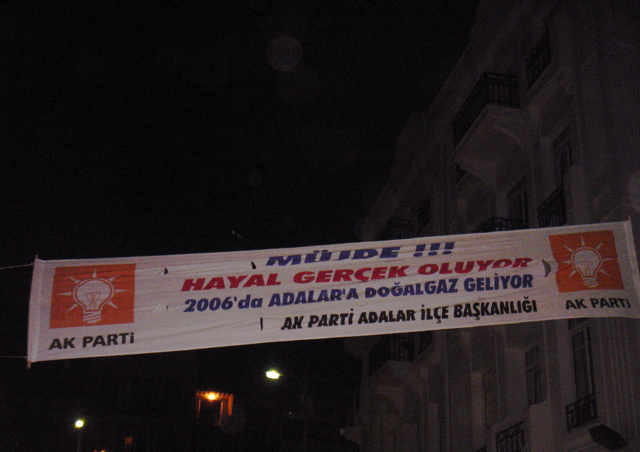 MÜJDE !!!
HAYAL GERÇEK OLUYOR
2006'da ADALAR'A DOĞALGAZ GELİYOR
AK PARTİ ADALAR İLÇE BAŞKANLIĞI
AK PARTİ
AK PARTİ